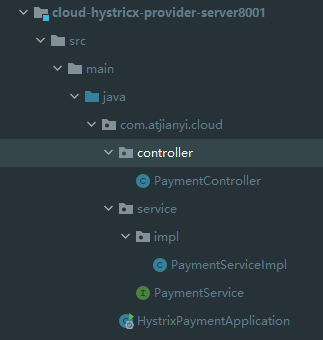 cloud-hystricx-provider-server8001
src
main
java
com.atjianyi.cloud
controller
PaymentController
service
impl
PaymentServiceImpl
PaymentService
HystrixPaymentApplication